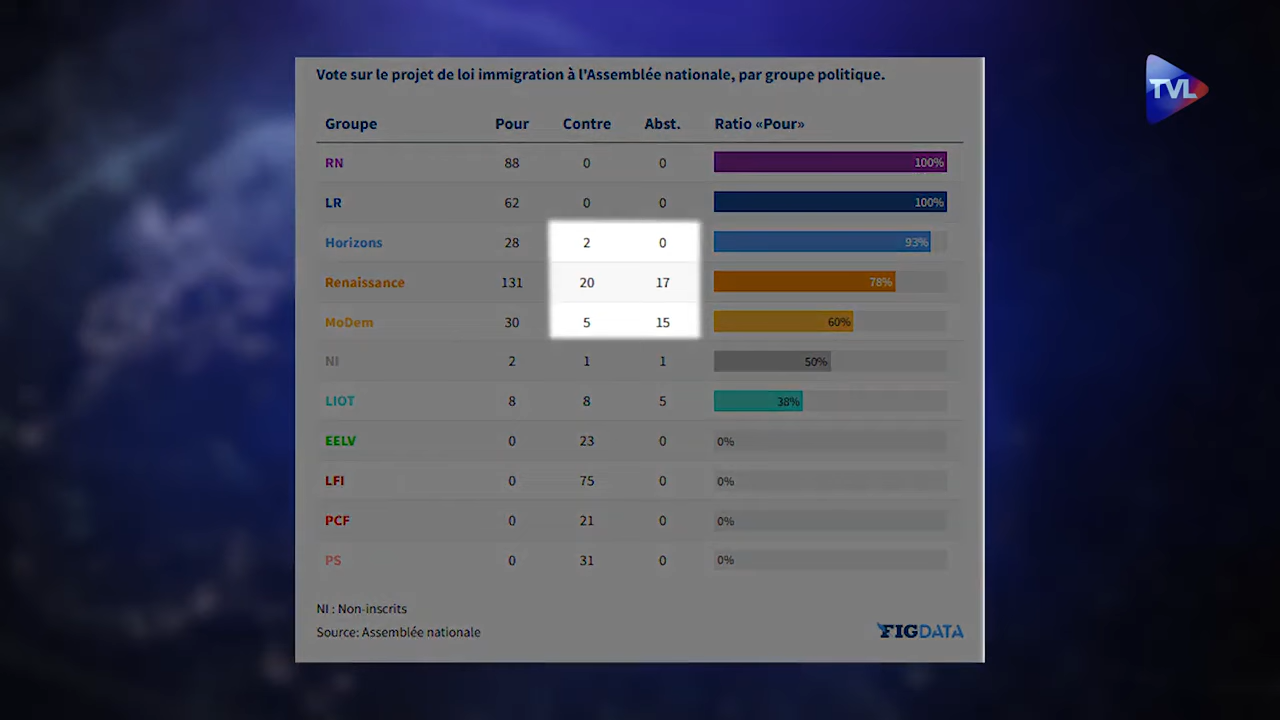 TVL
Vote sur le projet de loi immigration à l'Assemblée nationale, par groupe politique.
Groupe Pour Contre Abst. Ratio «Pour»
RN 88 0 0 100%
LR 62 0 0 100%
Horizons 28 2 0 93%
Renaissance 131 20 17 78%
MoDem 30 5 15 60%
NI 2 1 1 50%
LIOT 8 8 5 38%
EELV 0 23 0 0%
LFI 0 75 0 0%
PCF 0 21 0 0%
PS 0 31 0 0%
NI : Non-inscrits
Source: Assemblée nationale
FIGDATA